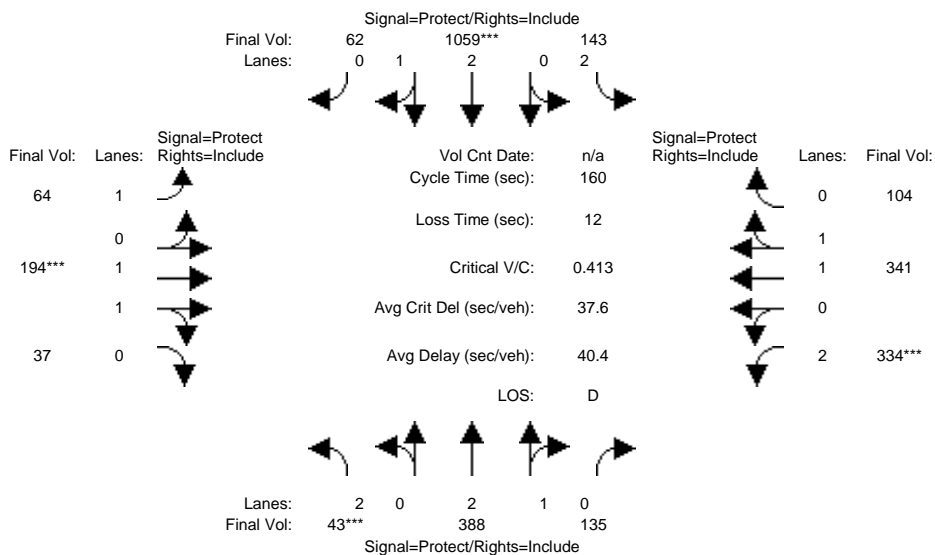 Signal=Protect/Rights=Include
Final Vol: 62 1059*** 143
Lanes: 0 1 2 0 2
Signal=Protect
Final Vol: Lanes: Rights=Include
Vol Cnt Date: n/a
Signal=Protect
Rights=Include Lanes: Final Vol:
Cycle Time (sec): 160
64 1
0 104
Loss Time (sec): 12
0
1
194*** 1
Critical V/C: 0.413
1 341
1
Avg Crit Del (sec/veh): 37.6
0
37 0
Avg Delay (sec/veh): 40.4
2 334***
LOS: D
Lanes: 2 0 2 1 0
Final Vol: 43*** 388 135
Signal=Protect/Rights=Include